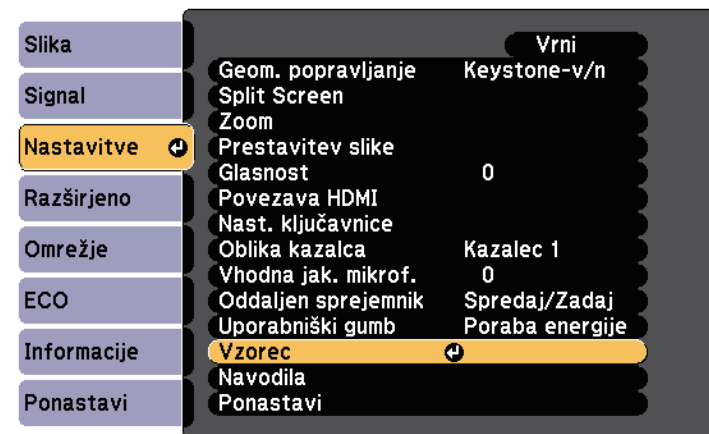 Slika
Signal
Nastavitve
Razširjeno
Omrežje
ECO
Informacije
Ponastavi
Vrni
Geom. popravljanje Keystone-v/n
Split Screen
Zoom
Prestavitev slike
Glasnost 0
Povezava HDMI
Nast. ključavnice
Oblika kazalca Kazalec 1
Vhodna jak. mikrof. 0
Oddaljen sprejemnik Spredaj/Zadaj
Uporabniški gumb Poraba energije
Vzorec
Navodila
Ponastavi